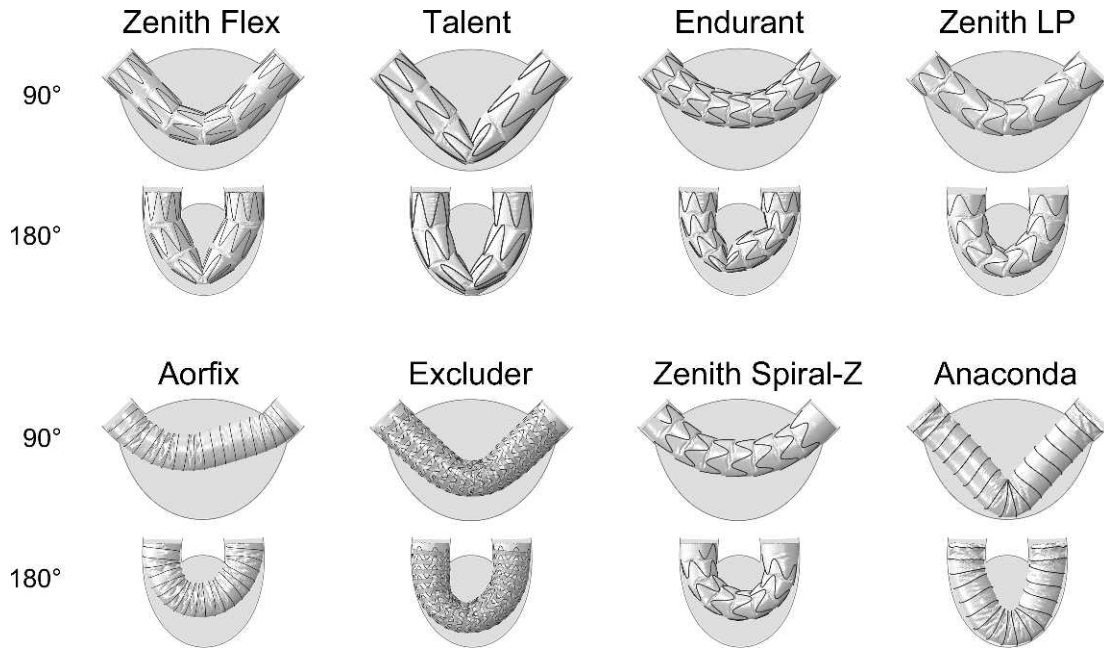 Zenith Flex Talent Endurant Zenith LP
90°
180°
Aorfix Excluder Zenith Spiral-Z Anaconda
90°
180°